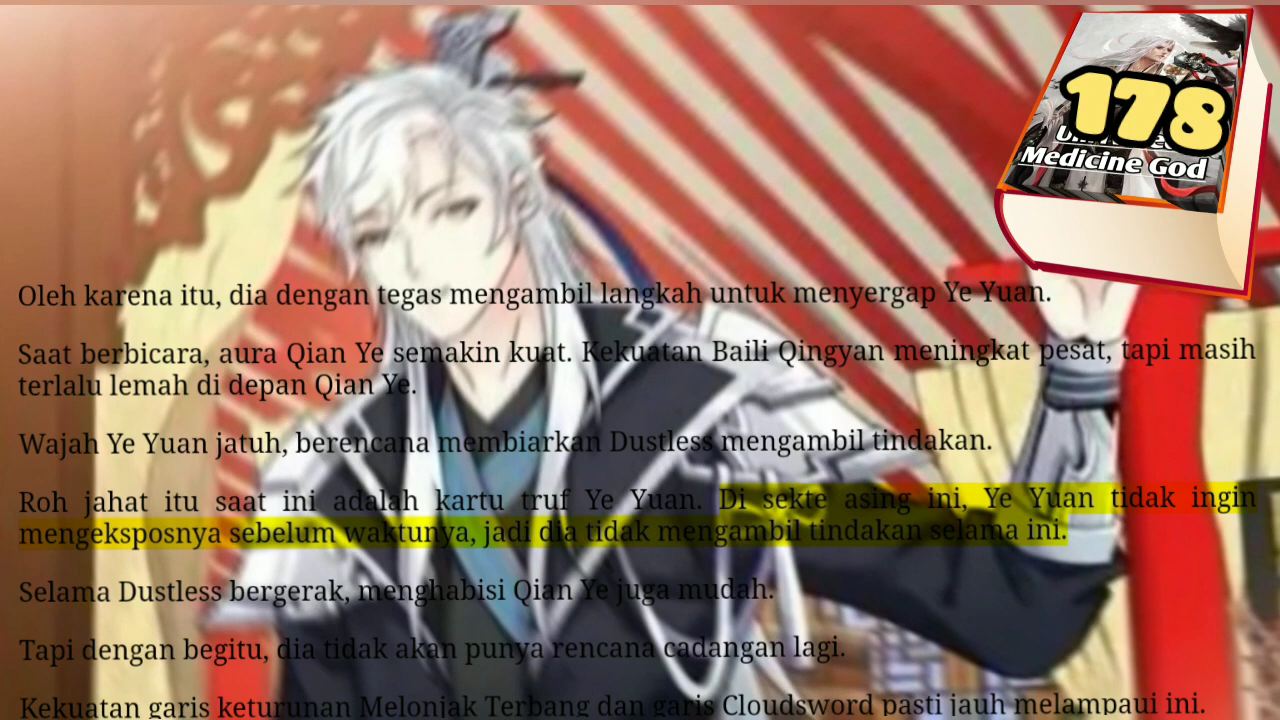 178
Medicine God
Oleh karena itu, dia dengan tegas mengambil langkah untuk menyergap Ye Yuan.
Saat berbicara, aura Qian Ye semakin kuat. Kekuatan Baili Qingyan meningkat pesat, tapi masih
terlalu lemah di depan Qian Ye.
Wajah Ye Yuan jatuh, berencana membiarkan Dustless mengambil tindakan.
Roh jahat itu saat ini adalah kartu truf Ye Yuan. Di sekte asing ini, Ye Yuan tidak ingin
mengeksposnya sebelum waktunya, jadi dia tidak mengambil tindakan selama ini.
Selama Dustless bergerak, menghabisi Qian Ye juga mudah.
Tapi dengan begitu, dia tidak akan punya rencana cadangan lagi.
Kekuatan garis keturunan Melonjak Terbang dan garis Cloudsword pasti jauh melampaui ini.